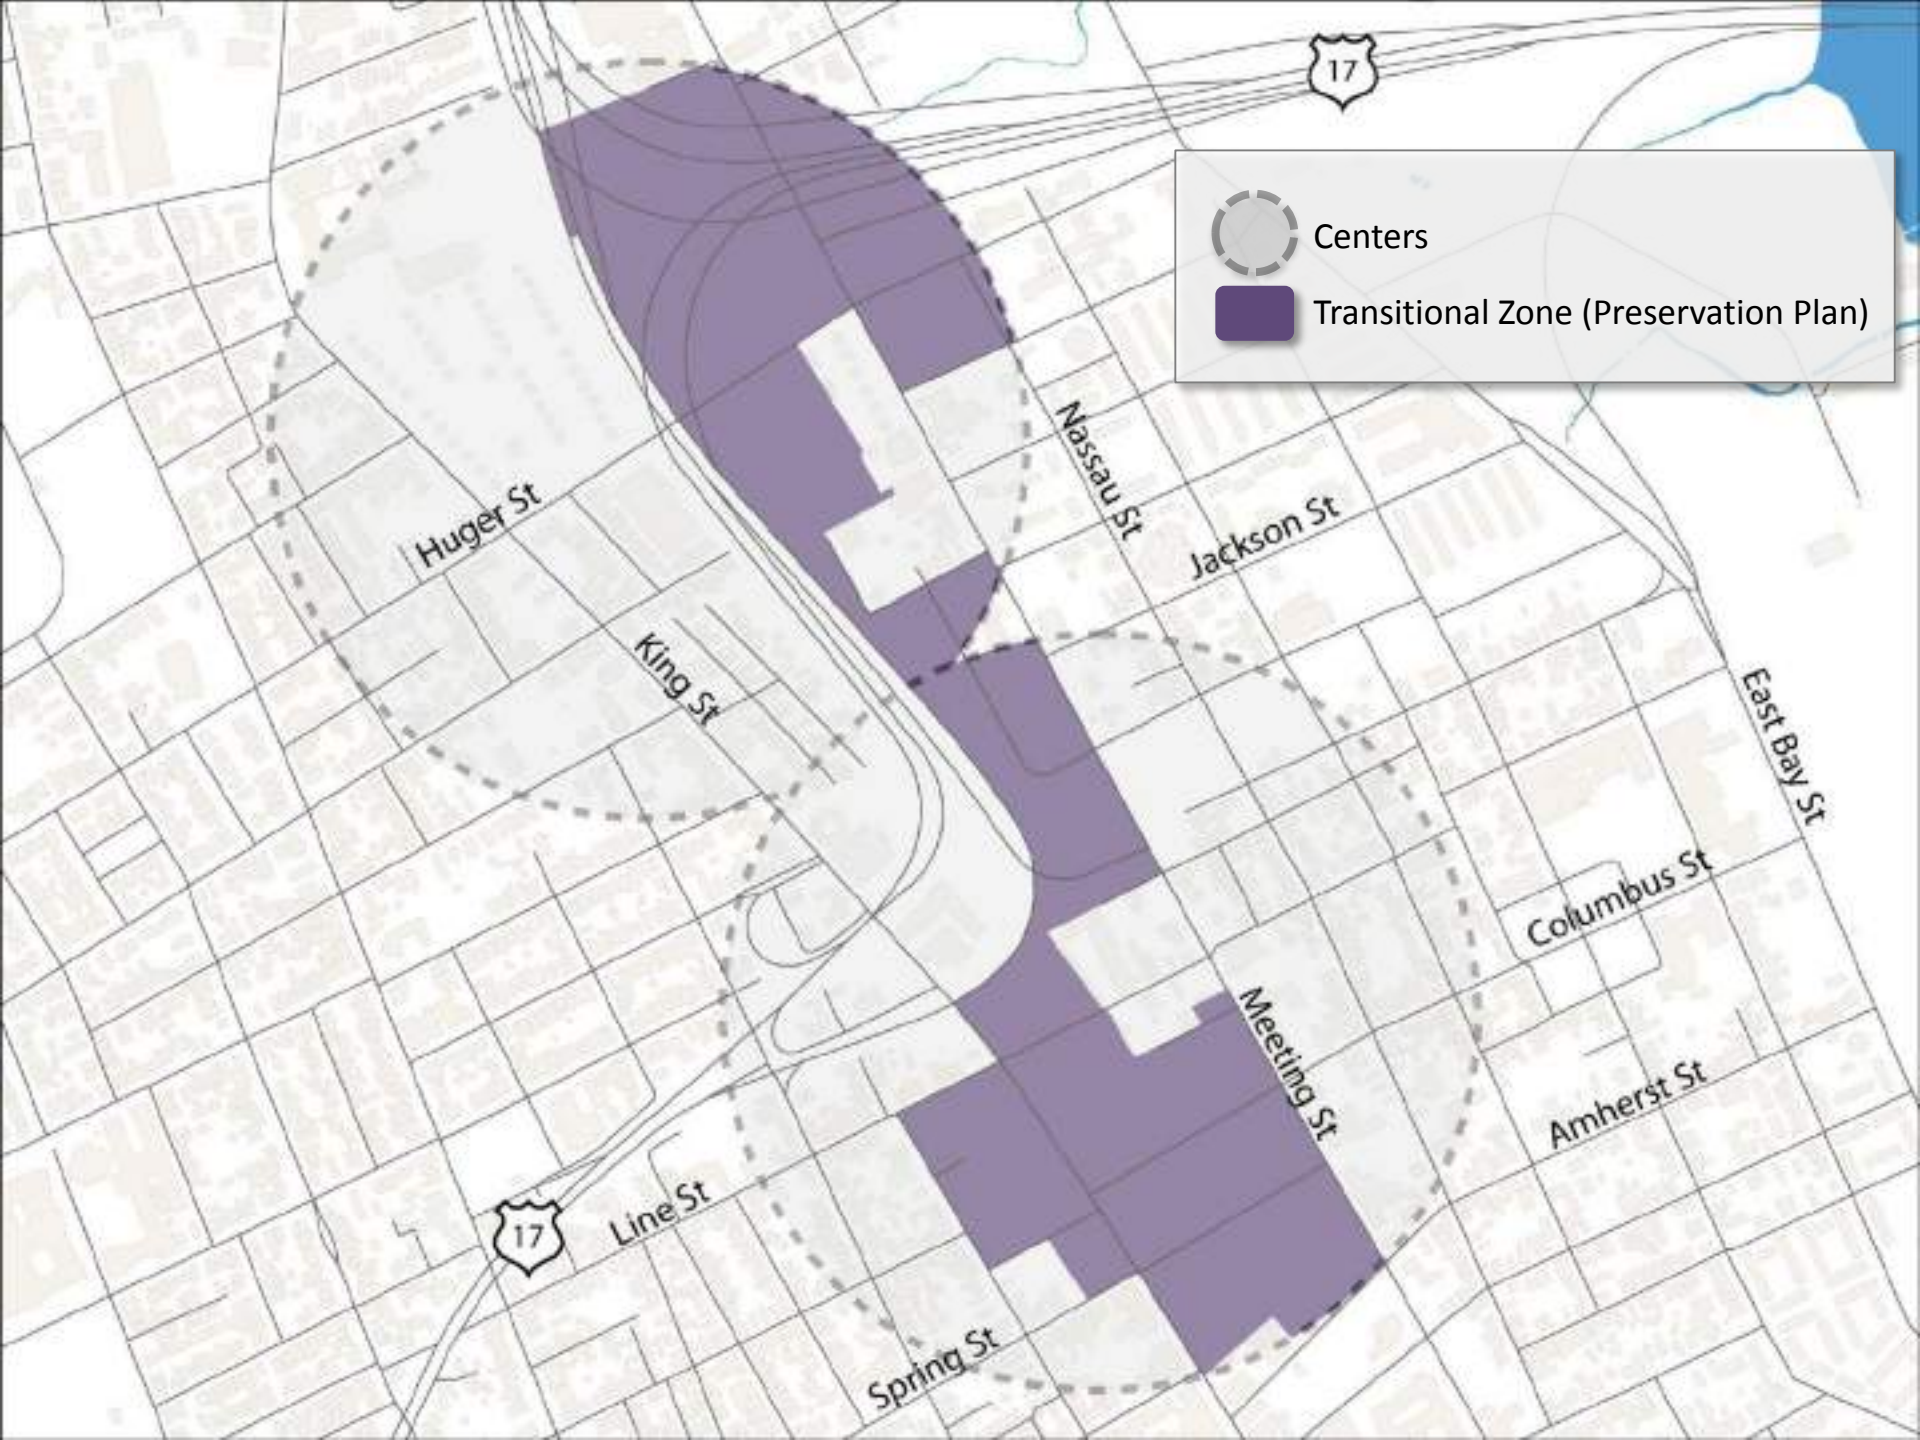 17
Centers
Transitional Zone (Preservation Plan)
Nassau St
Huger St
Jackson St
King St
East Bay St
Columbus St
Meeting St
Amherst St
Line St
17
Spring St